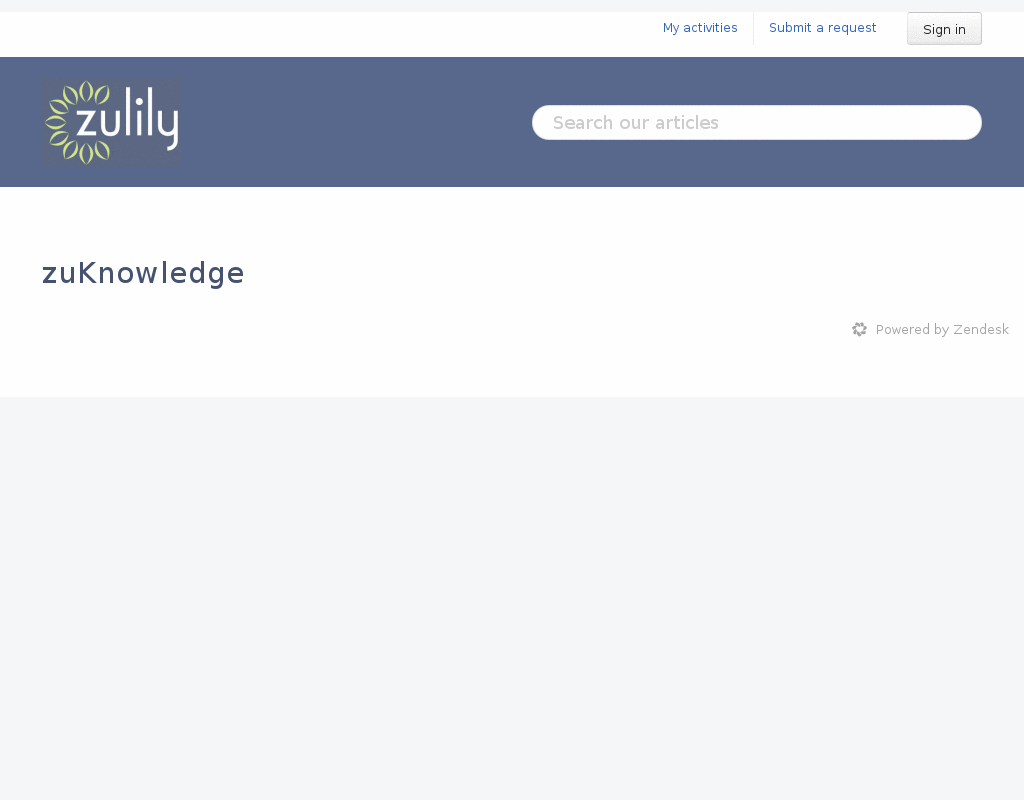 My activities
Submit a request
Sign in
zulily
Search our articles
zuKnowledge
Powered by Zendesk